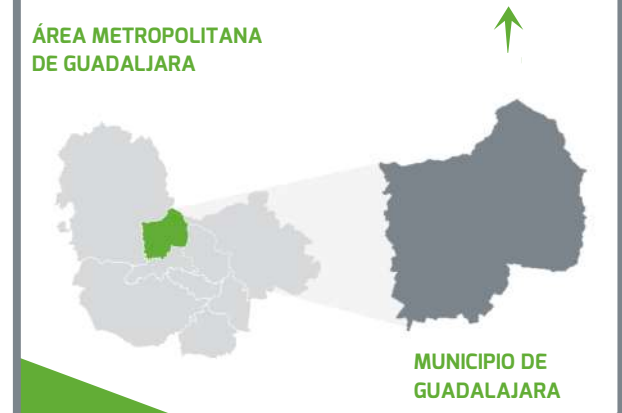 ÁREA METROPOLITANA
DE GUADALJARA
MUNICIPIO DE
GUADALAJARA